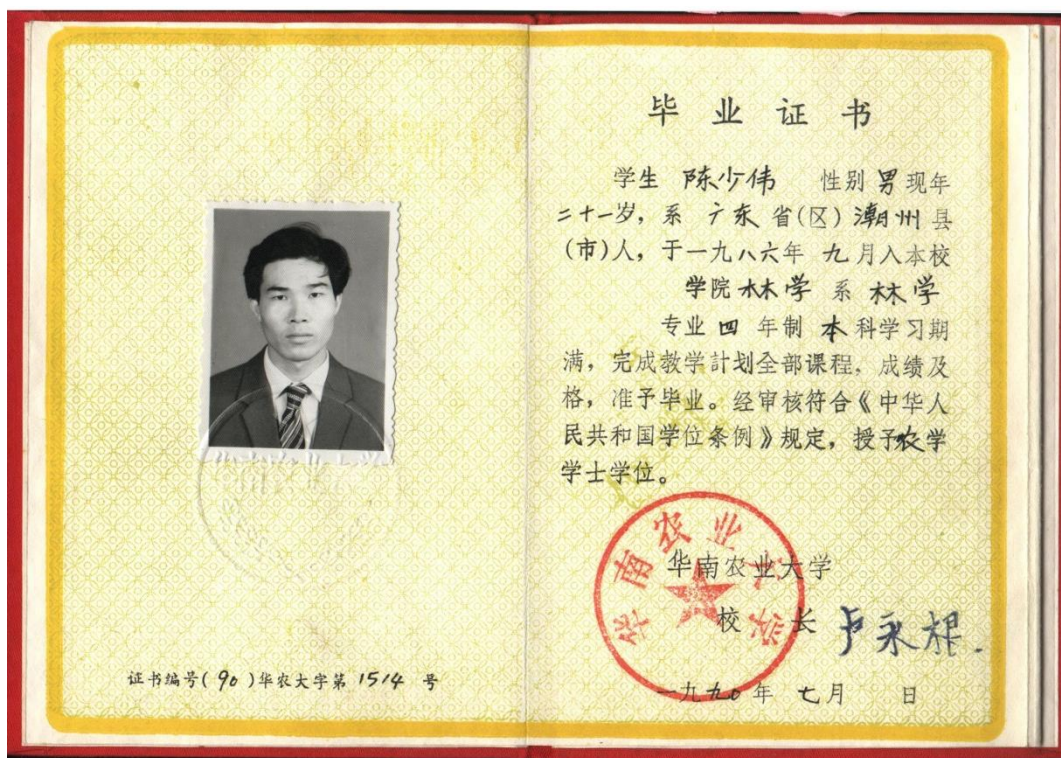 证书编号(90)华农大字第 1514 号
毕业证书
学生 陈少伟 性别 男 现年
二十一岁，系 广东 省(区) 潮州 县
(市)人，于一九八六年 九 月入本校
学院 林学 系 林学
专业 四 年制 本 科学习期
满，完成教学計划全部课程，成绩及
格，准予毕业。经审核符合《中华人
民共和国学位条例》规定，授予农学
学士学位。
华南农业大学
华南农业大学
校 长 卢永根.
一九九0年 七月 日